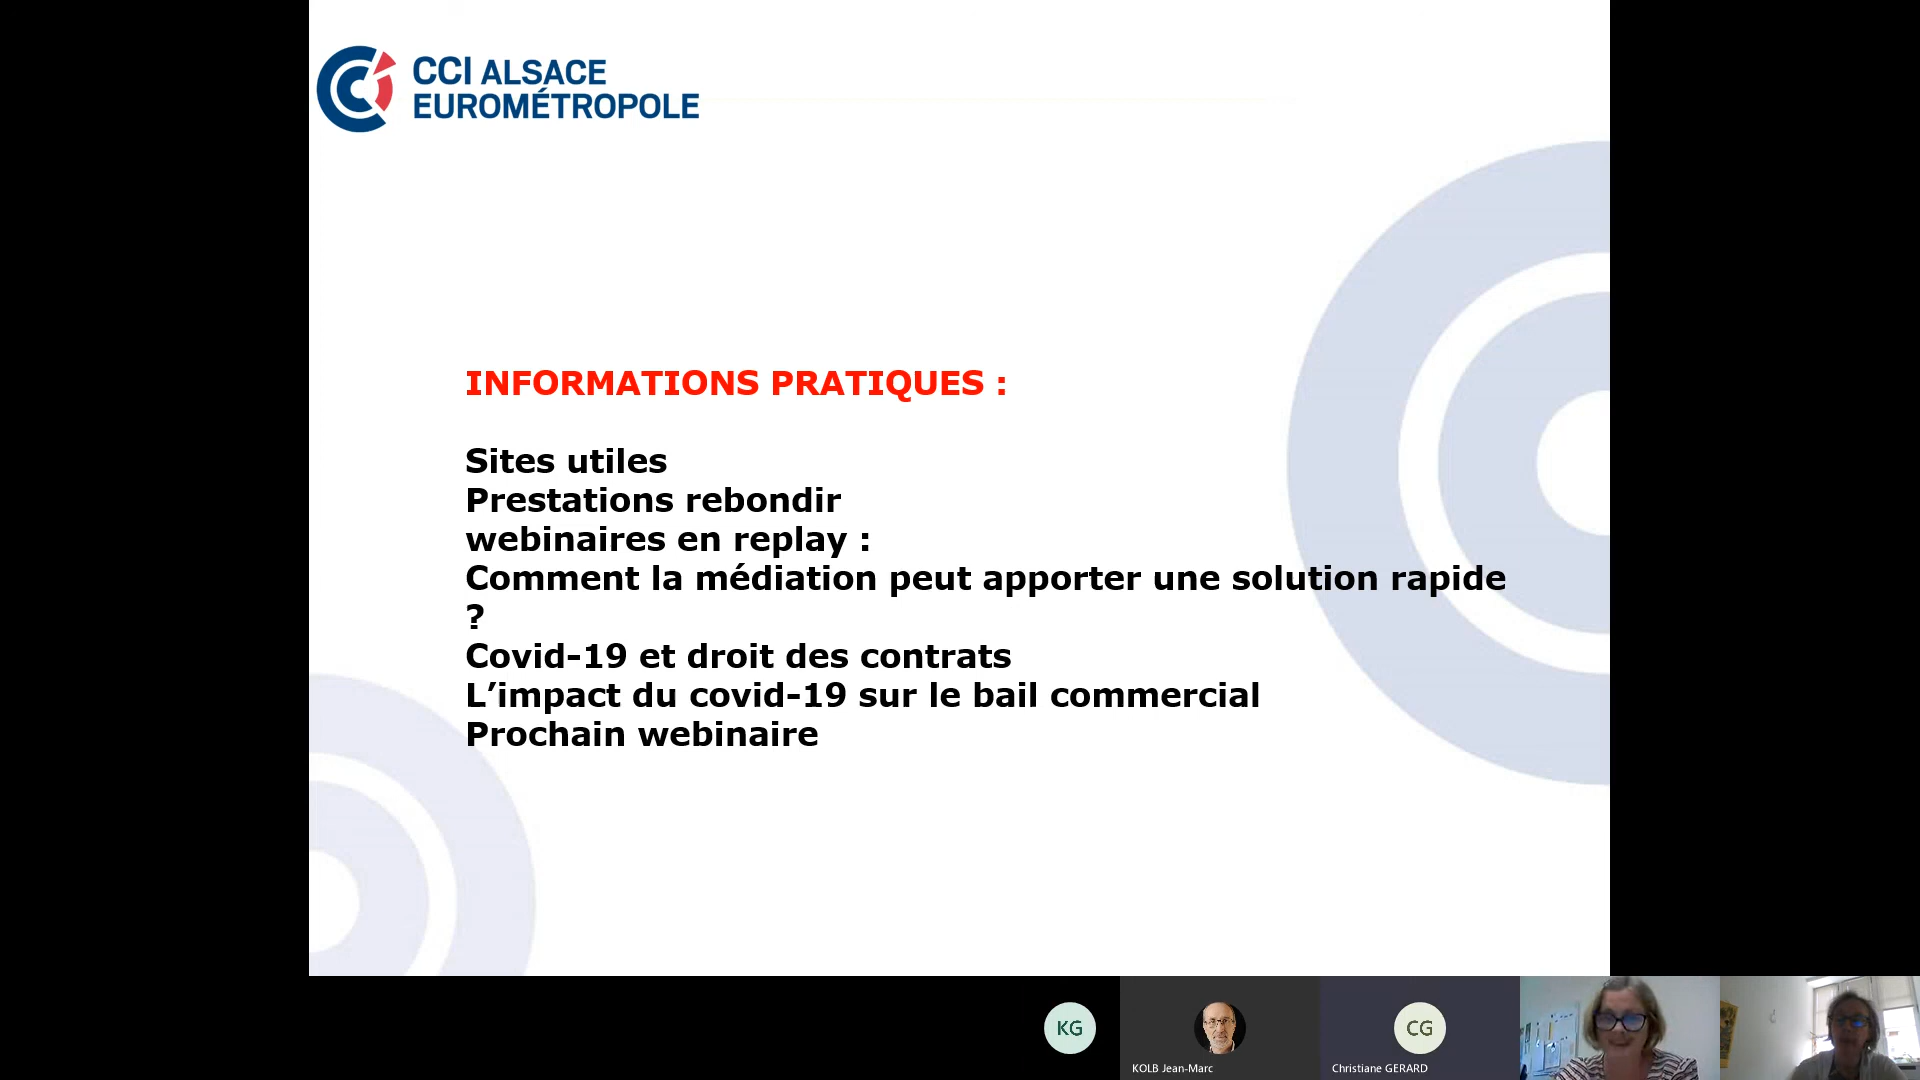 CCI ALSACE
EUROMÉTROPOLE
INFORMATIONS PRATIQUES :
Sites utiles
Prestations rebondir
webinaires en replay :
Comment la médiation peut apporter une solution rapide
?
Covid-19 et droit des contrats
L’impact du covid-19 sur le bail commercial
Prochain webinaire
KG
CG
KOLB Jean-Marc
Christiane GERARD